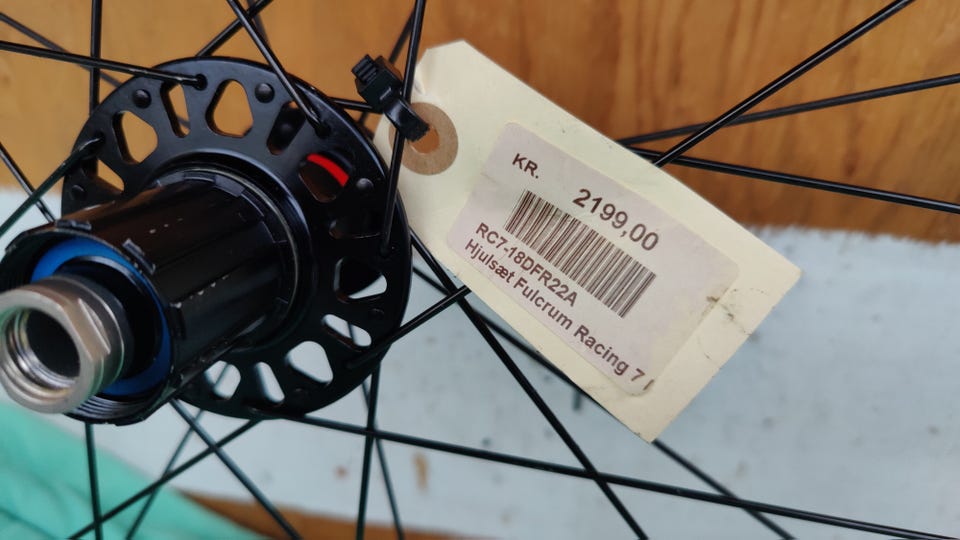 KR. 2199,00
RC7-18DFR22A
Hjulsæt Fulcrum Racing 7